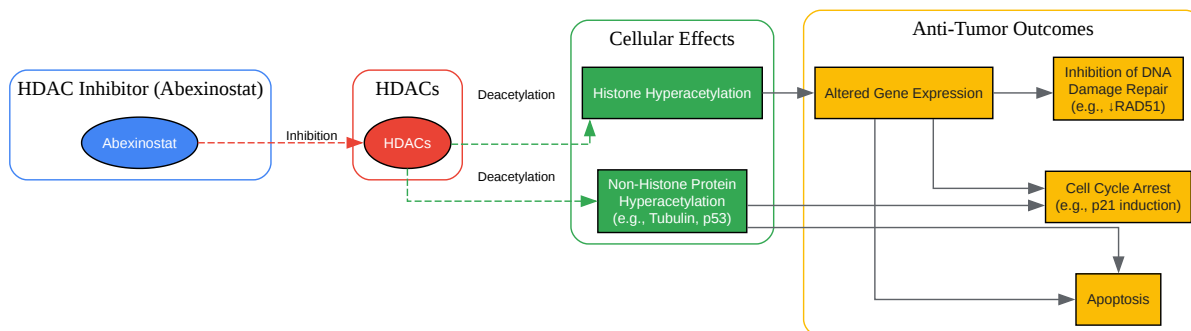 HDAC Inhibitor (Abexinostat)
Abexinostat
Inhibition
HDACs
HDACs
Deacetylation
Deacetylation
Cellular Effects
Histone Hyperacetylation
Non-Histone Protein
Hyperacetylation
(e.g., Tubulin, p53)
Anti-Tumor Outcomes
Altered Gene Expression
Inhibition of DNA
Damage Repair
(e.g., ↓RAD51)
Cell Cycle Arrest
(e.g., p21 induction)
Apoptosis